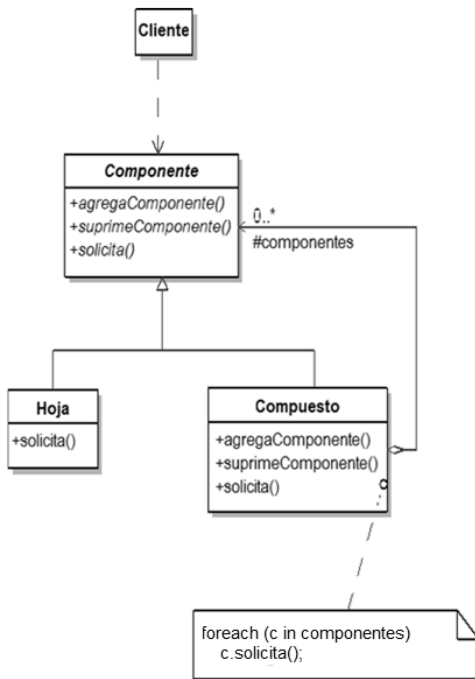 Cliente
Componente
+agregaComponente()
+suprimeComponente()
+solicita()
0..*
#componentes
Hoja
+solicita()
Compuesto
+agregaComponente()
+suprimeComponente()
+solicita()
foreach (c in componentes)
c.solicita();